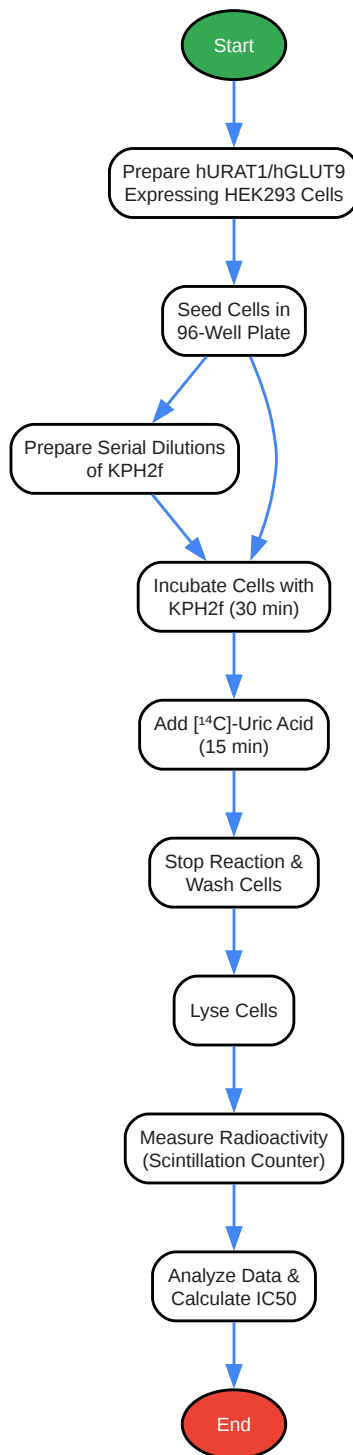 Start
Prepare hURAT1/hGLUT9
Expressing HEK293 Cells
Seed Cells in
96-Well Plate
Prepare Serial Dilutions
of KPH2f
Incubate Cells with
KPH2f (30 min)
Add [¹⁴C]-Uric Acid
(15 min)
Stop Reaction &
Wash Cells
Lyse Cells
Measure Radioactivity
(Scintillation Counter)
Analyze Data &
Calculate IC50
End